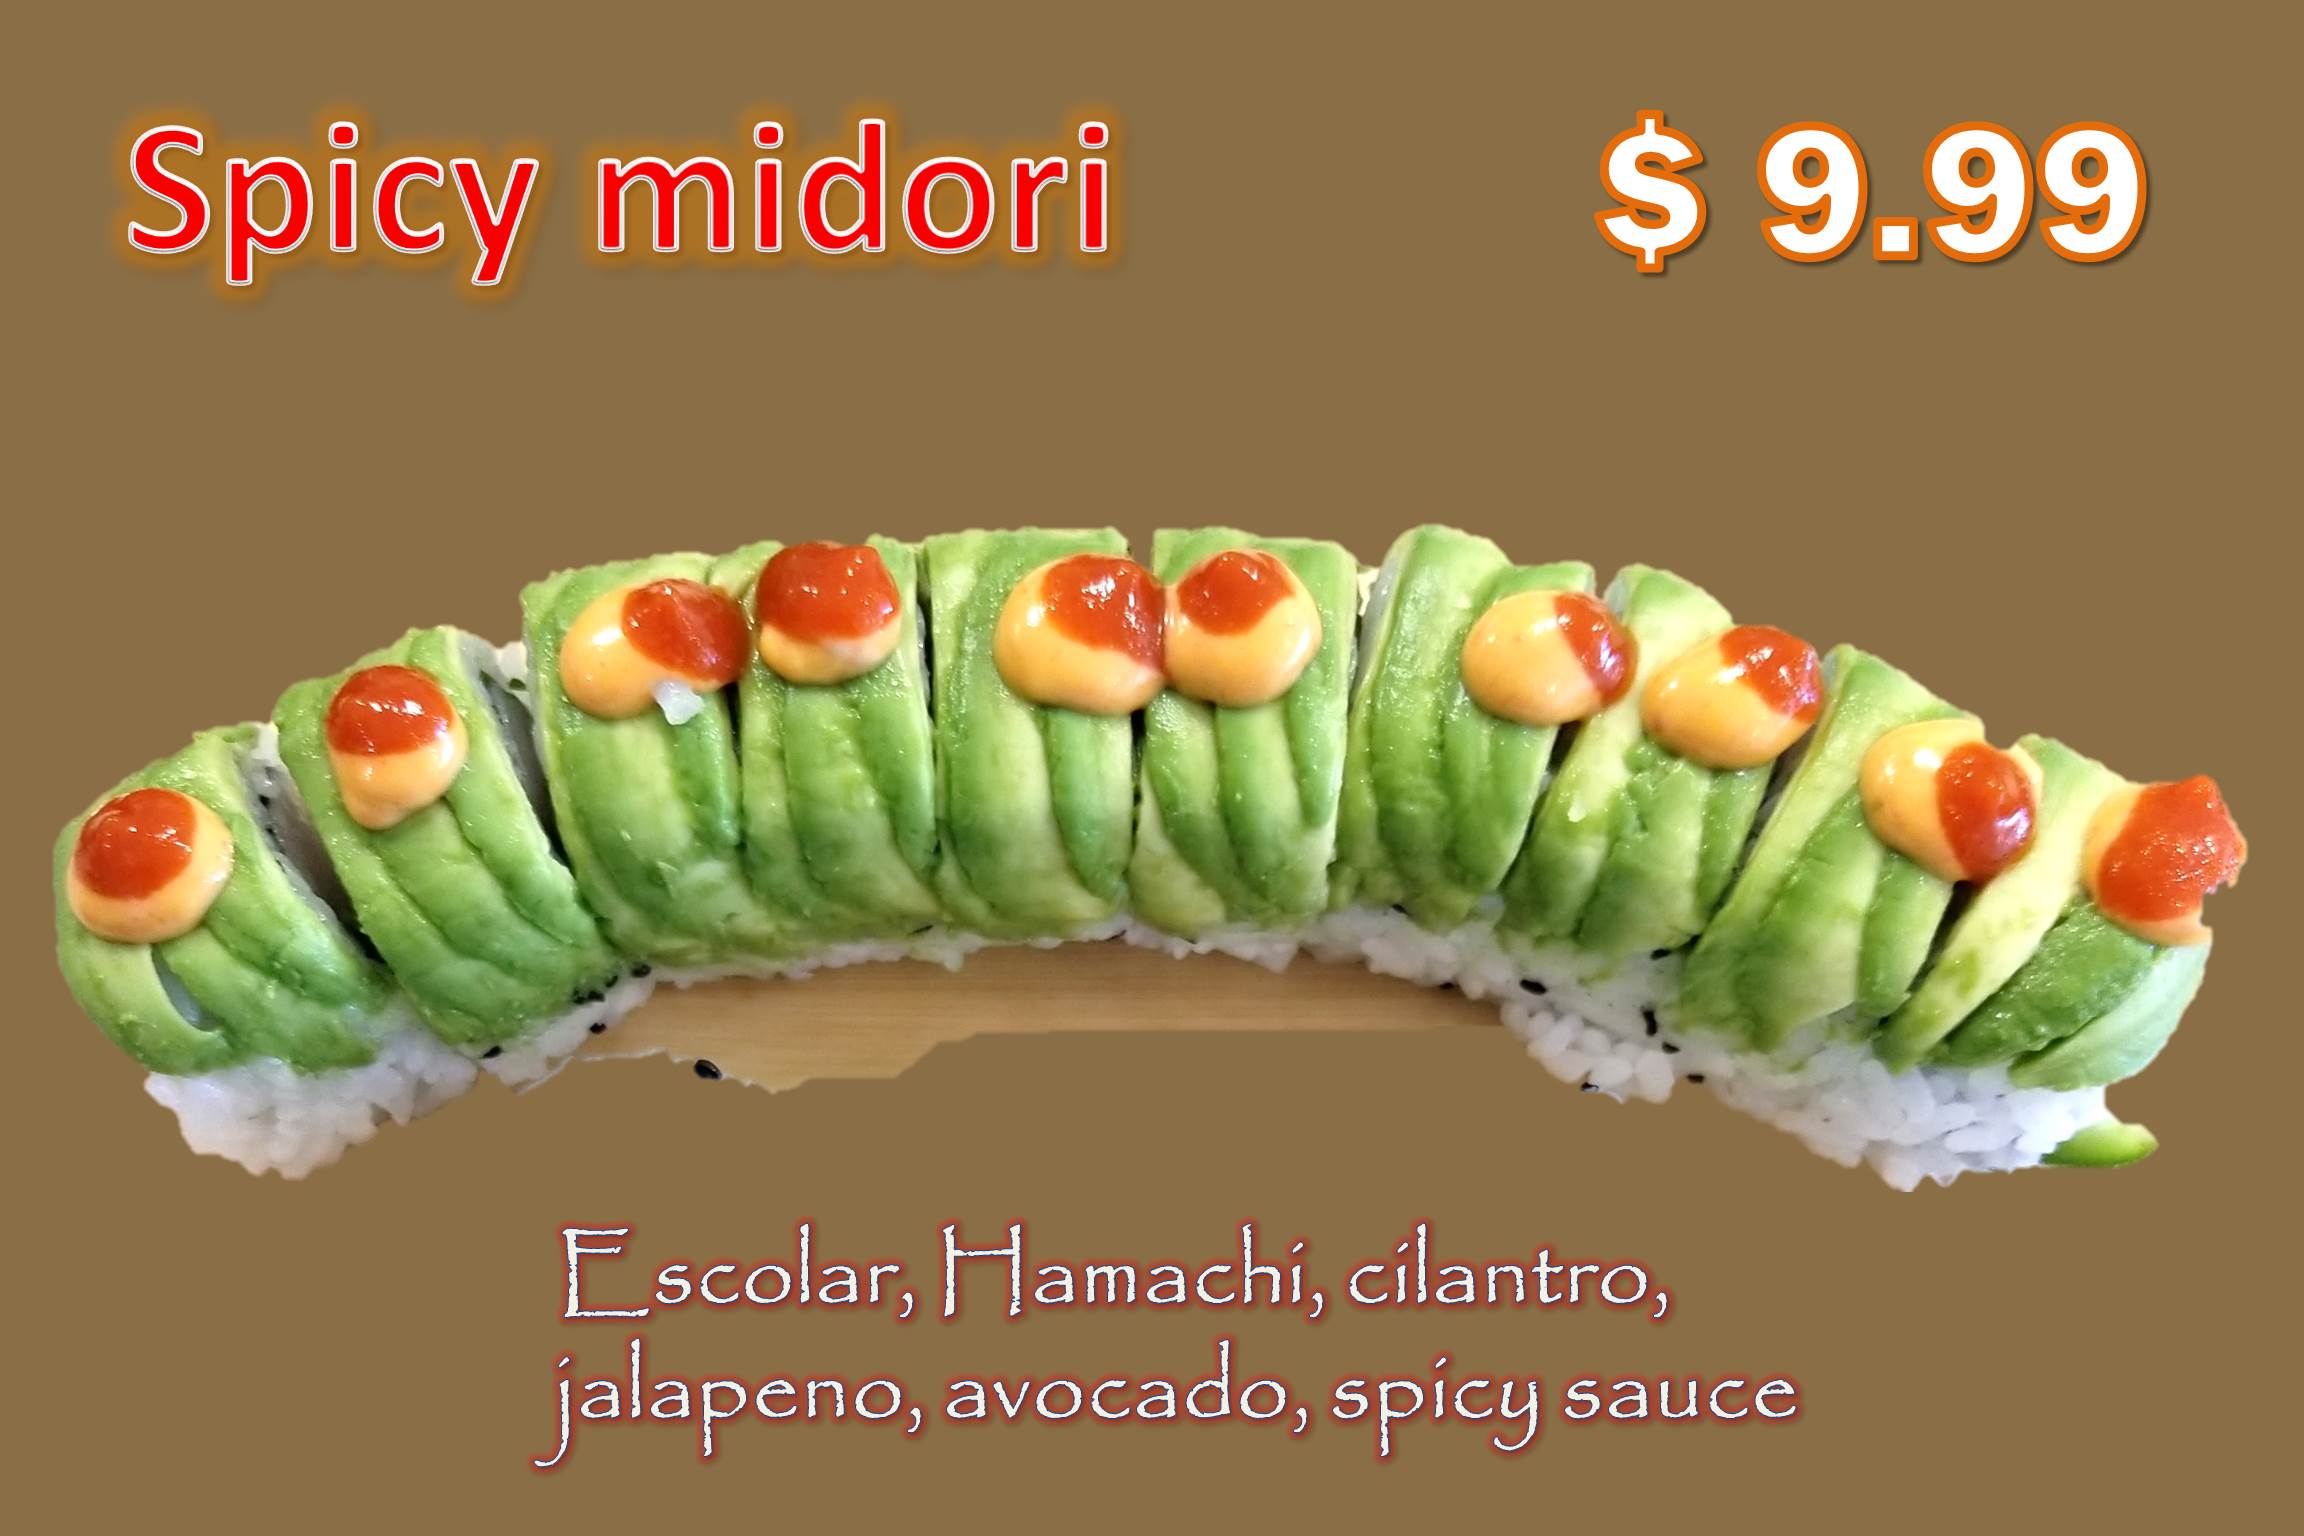 Spicy midori
$ 9.99
Escolar, Hamachi, cilantro,
jalapeno, avocado, spicy sauce